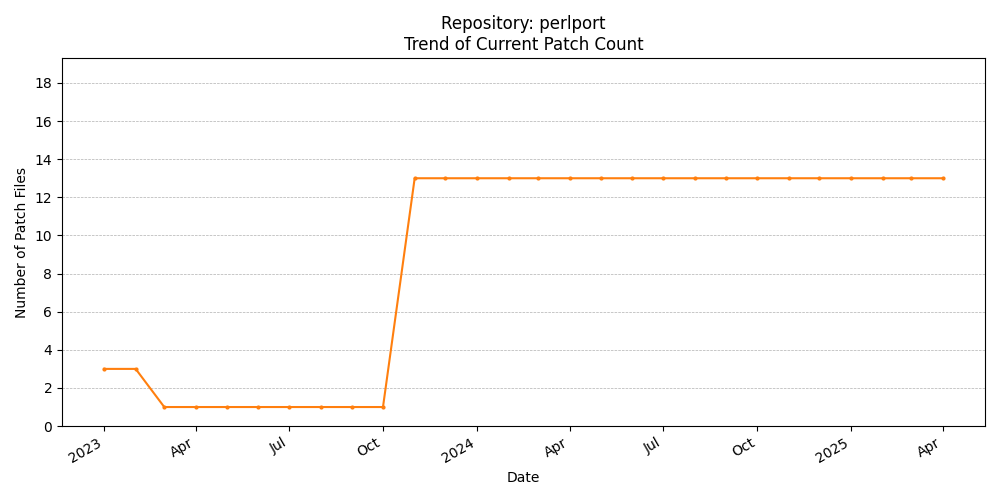 Repository: perlport
Trend of Current Patch Count
Number of Patch Files
18
16
14
12
10
8
6
4
2
0
2023
Apr
Jul
Oct
2024
Apr
Jul
Oct
2025
Apr
Date